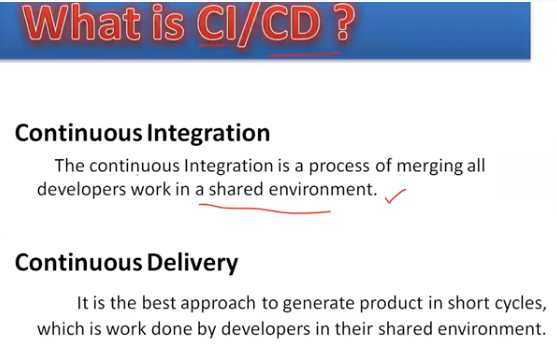 What is CI/CD ?
Continuous Integration
The continuous Integration is a process of merging all
developers work in a shared environment.
Continuous Delivery
It is the best approach to generate product in short cycles,
which is work done by developers in their shared environment.